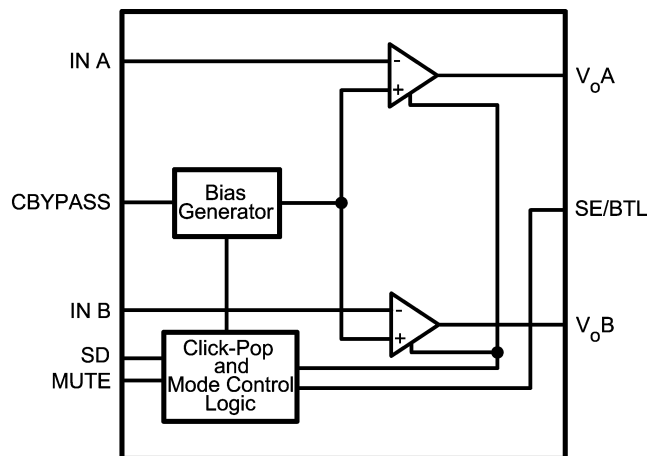 IN A
-
+
VoA
CBYPASS
Bias
Generator
SE/BTL
IN B
-
+
VoB
SD
MUTE
Click-Pop
and
Mode Control
Logic